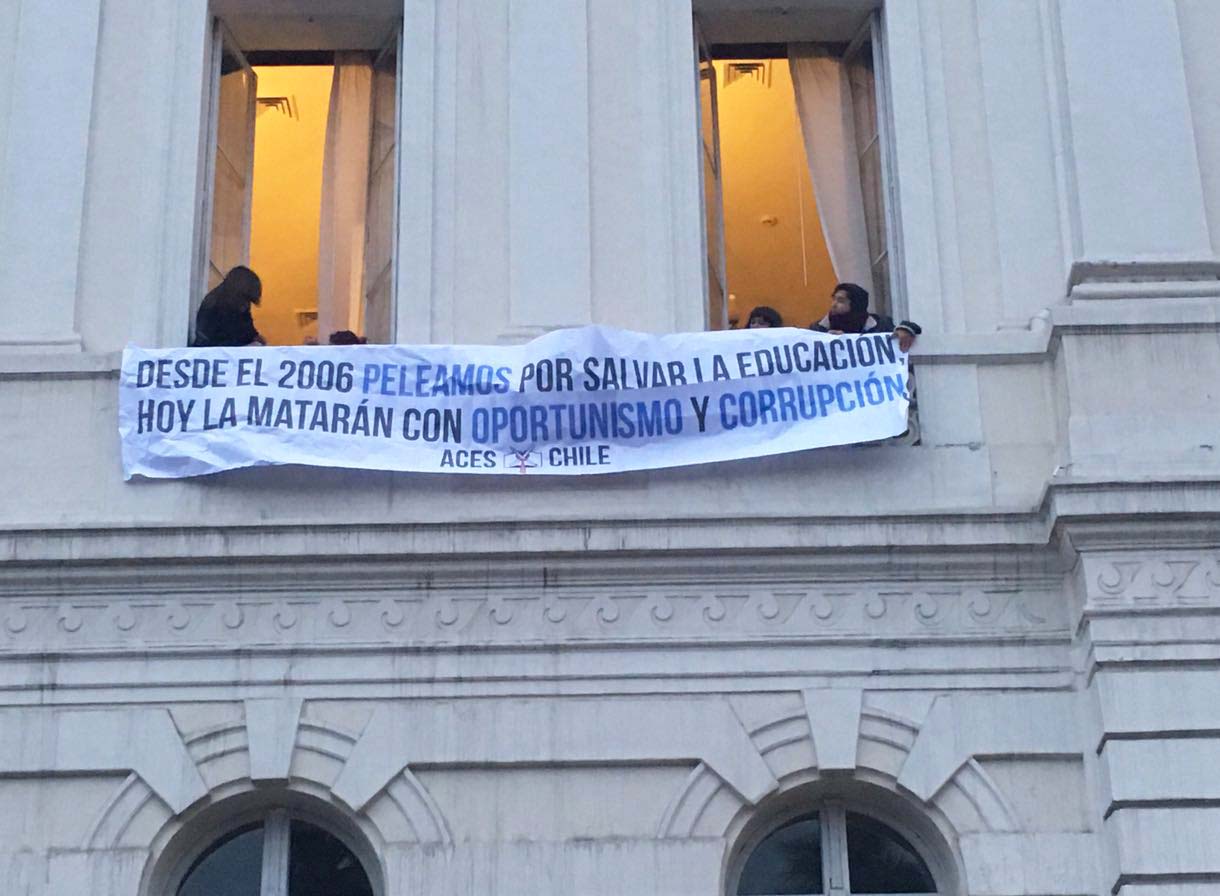 DESDE EL 2006 PELEAMOS POR SALVAR LA EDUCACIÓN,
HOY LA MATARÁN CON OPORTUNISMO Y CORRUPCIÓN.
ACES CHILE